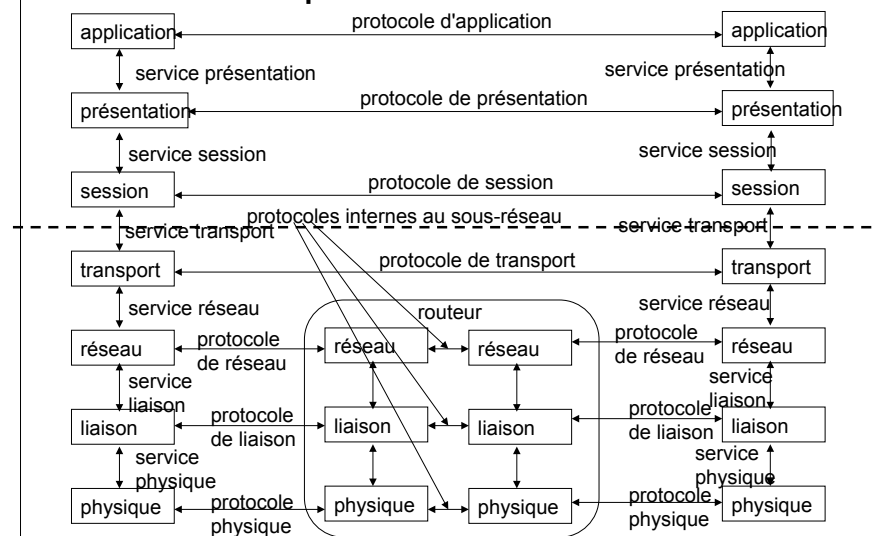 protocole d'application
application
application
service présentation
service présentation
protocole de présentation
présentation
présentation
service session
service session
protocole de session
session
session
protocoles internes au sous-réseau
service transport
service transport
protocole de transport
transport
transport
service réseau
routeur
service réseau
réseau
protocole
de réseau
réseau
réseau
protocole
de réseau
réseau
service
liaison
service
liaison
liaison
protocole
de liaison
liaison
liaison
protocole
de liaison
liaison
service
physique
service
physique
physique
protocole
physique
physique
physique
protocole
physique
physique